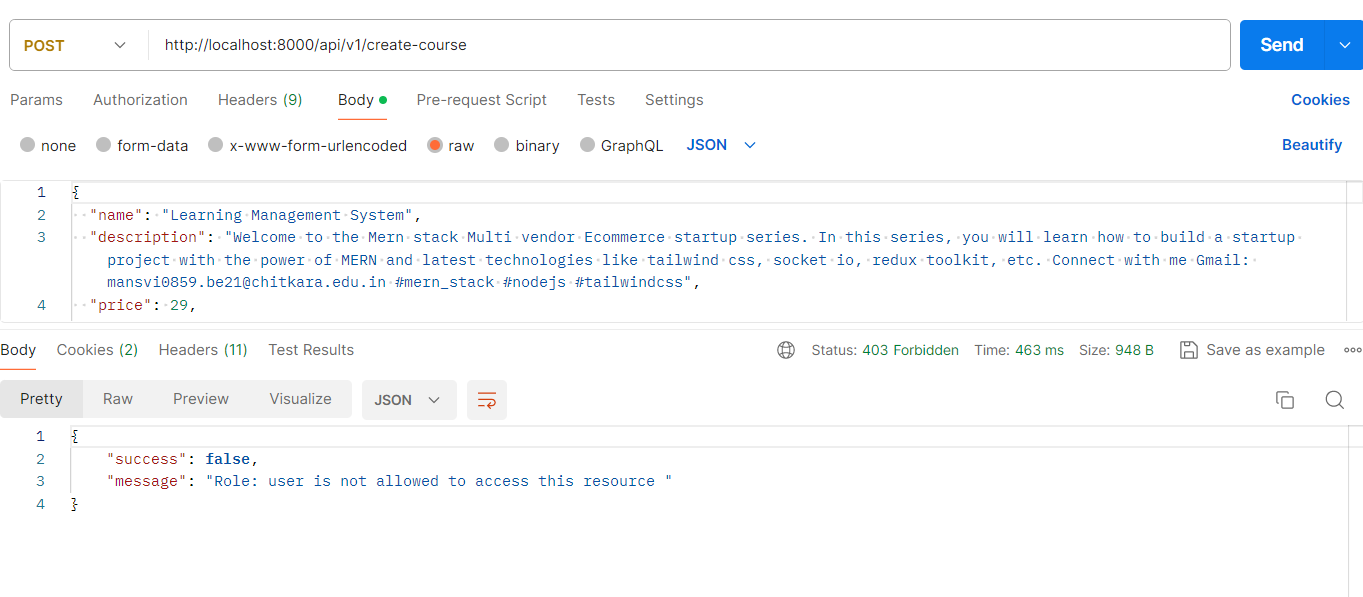 POST http://localhost:8000/api/v1/create-course Send
Params Authorization Headers (9) Body Pre-request Script Tests Settings Cookies
none form-data x-www-form-urlencoded raw binary GraphQL JSON Beautify
1 {
2 "name": "Learning Management System",
3 "description": "Welcome to the Mern stack Multi vendor Ecommerce startup series. In this series, you will learn how to build a startup
project with the power of MERN and latest technologies like tailwind css, socket io, redux toolkit, etc. Connect with me Gmail:
mansvi0859.be21@chitkara.edu.in #mern_stack #nodejs #tailwindcss",
4 "price": 29,
Body Cookies (2) Headers (11) Test Results Status: 403 Forbidden Time: 463 ms Size: 948 B Save as example
Pretty Raw Preview Visualize JSON
1 {
2 "success": false,
3 "message": "Role: user is not allowed to access this resource "
4 }